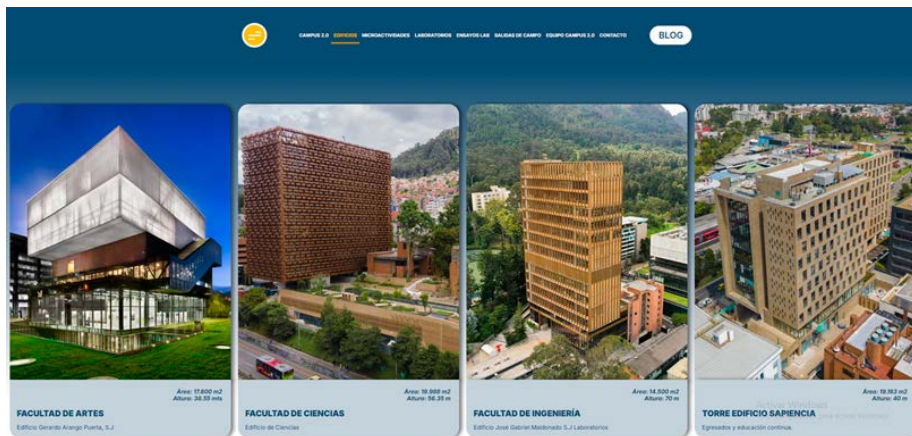 CAMPUS 2.0 EDIFICIOS MICROACTIVIDADES LABORATORIOS ENSAYOS LAB SALIDAS DE CAMPO EQUIPO CAMPUS 2.0 CONTACTO BLOG
Área: 17.600 m2
Altura: 38.55 mts
FACULTAD DE ARTES
Edificio Gerardo Arango Puerta, S.J
Área: 18.988 m2
Altura: 56.35 m
FACULTAD DE CIENCIAS
Edificio de Ciencias
Área: 14.500 m2
Altura: 70 m
FACULTAD DE INGENIERÍA
Edificio José Gabriel Maldonado S.J Laboratorios
Área: 19.163 m2
Altura: 40 m
TORRE EDIFICIO SAPIENCIA
Egresados y educación continua.
Activar Windows